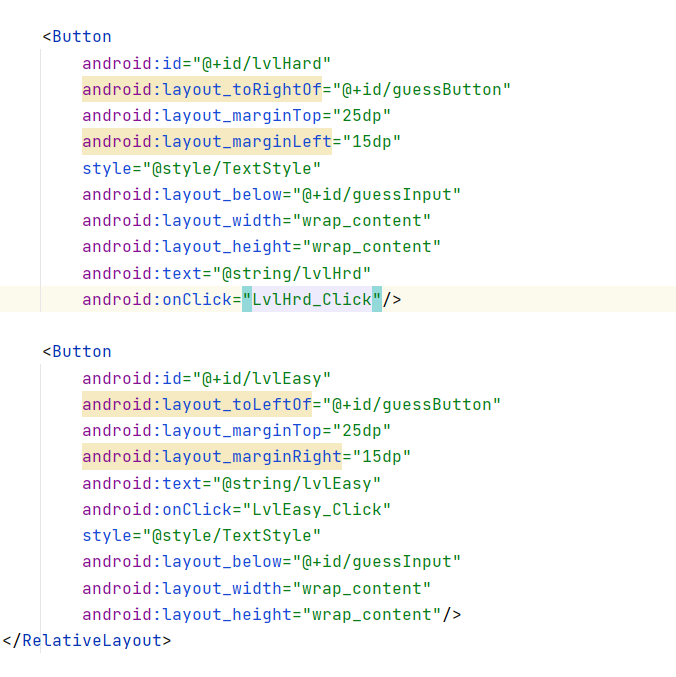 <Button
android:id="@+id/lvlHard"
android:layout_toRightOf="@+id/guessButton"
android:layout_marginTop="25dp"
android:layout_marginLeft="15dp"
style="@style/TextStyle"
android:layout_below="@+id/guessInput"
android:layout_width="wrap_content"
android:layout_height="wrap_content"
android:text="@string/lvlHrd"
android:onClick="LvlHrd_Click"/>
<Button
android:id="@+id/lvlEasy"
android:layout_toLeftOf="@+id/guessButton"
android:layout_marginTop="25dp"
android:layout_marginRight="15dp"
android:text="@string/lvlEasy"
android:onClick="LvlEasy_Click"
style="@style/TextStyle"
android:layout_below="@+id/guessInput"
android:layout_width="wrap_content"
android:layout_height="wrap_content"/>
</RelativeLayout>